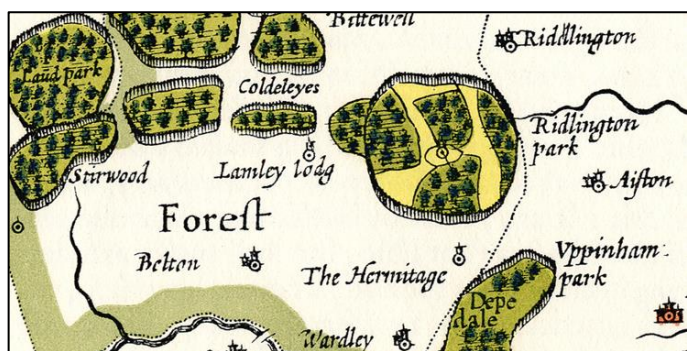 Bittewell
Riddlington
Laud park
Coldeleyes
Ridlington
park
Lamley lodg
Stirwood
Aiston
Forest
Belton
The Hermitage
Vppinham
park
Depe
dale
Wardley